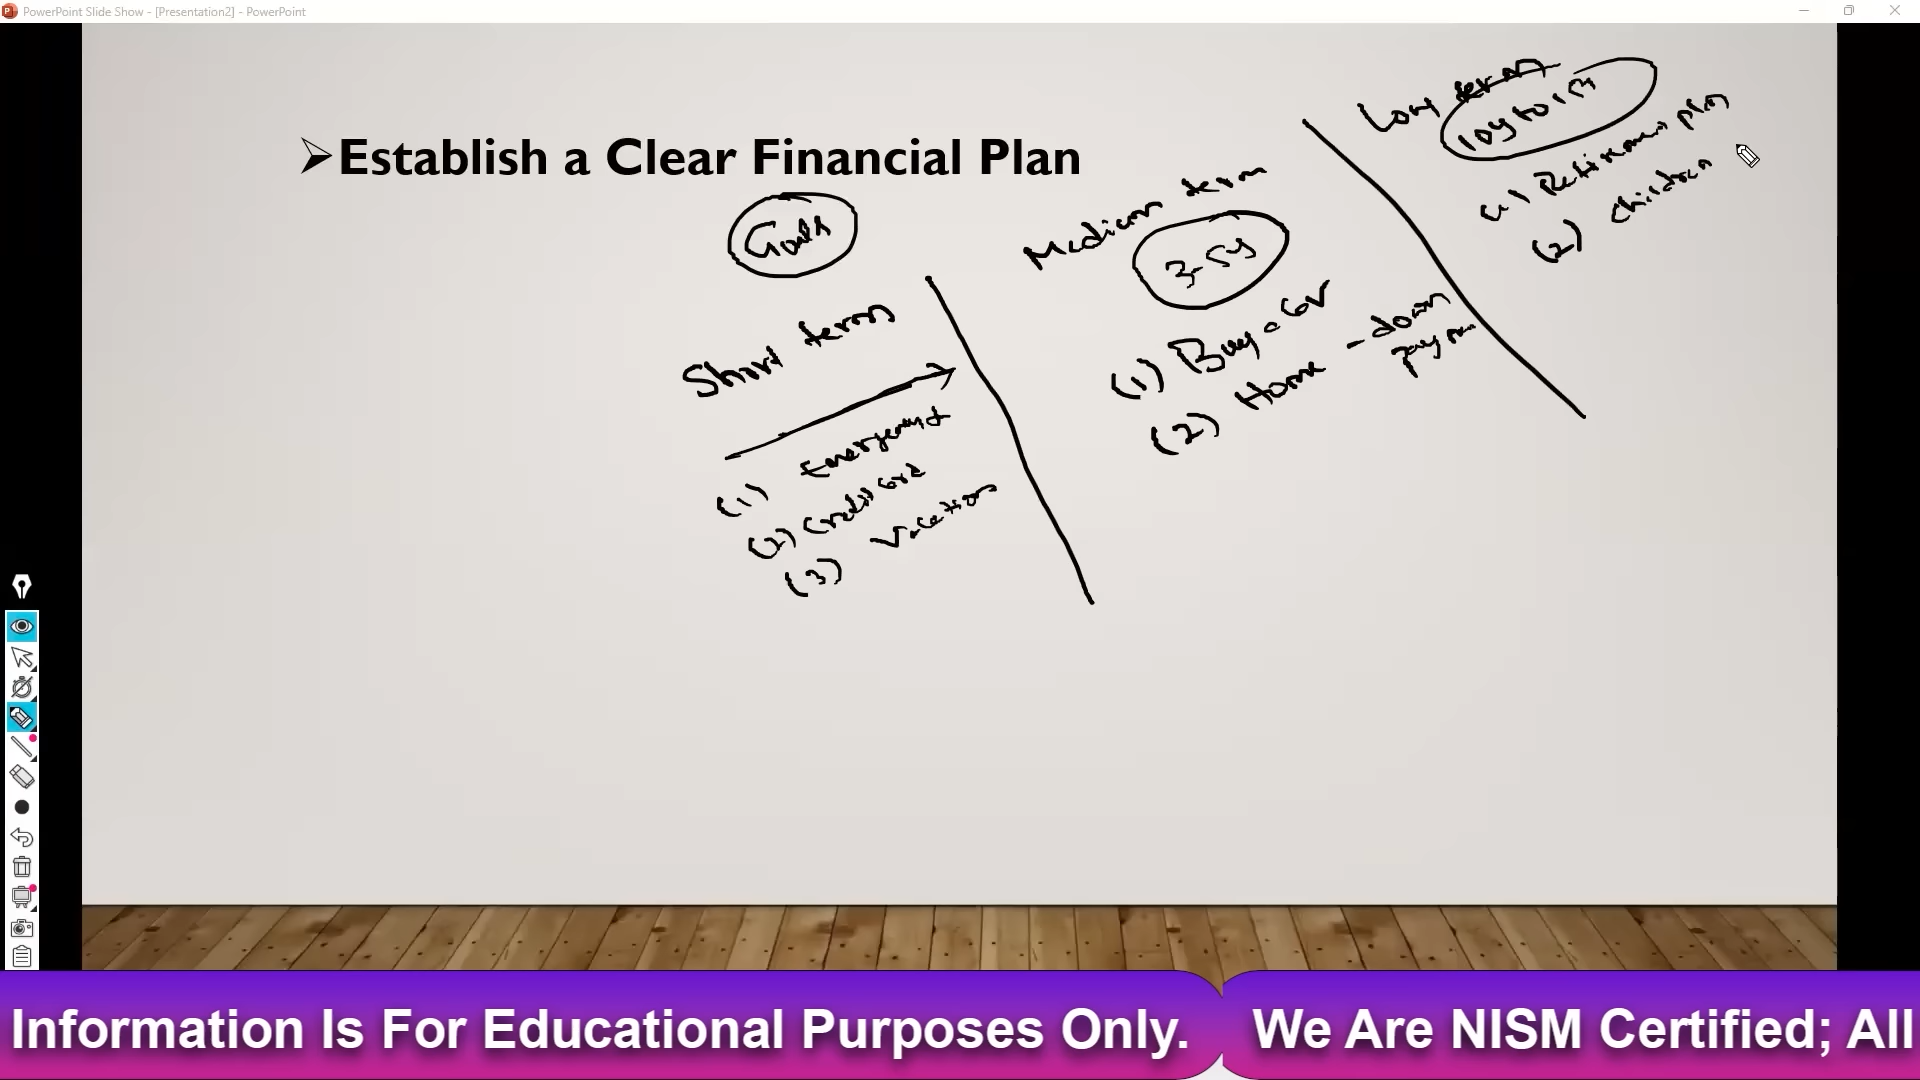 PowerPoint Slide Show - [Presentation2] - PowerPoint
➢Establish a Clear Financial Plan
Goals
Short term
(1) Emergency
(2) Credit Card
(3) Vacation
Medium term
3-5y
(1) Buy a Car
(2) Home - down
paym
Long term
10y to 15y
(1) Retirement plan
(2) Children
Information Is For Educational Purposes Only. We Are NISM Certified; All